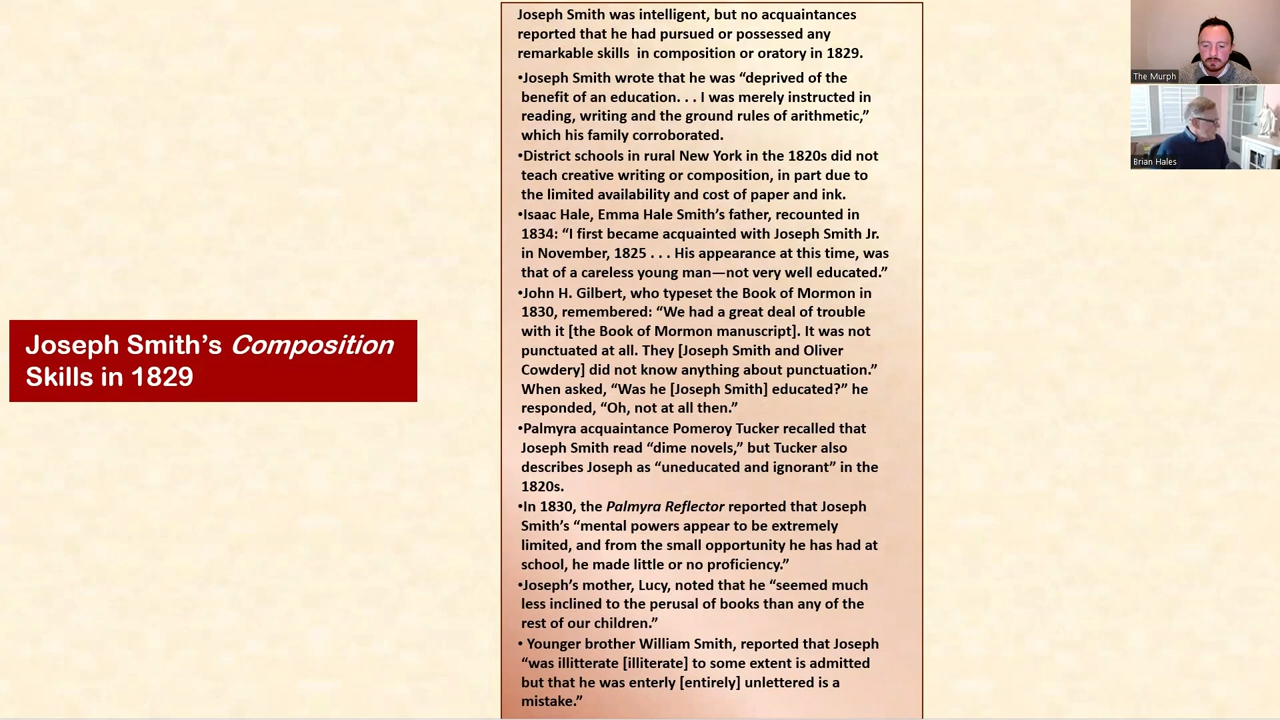 Joseph Smith's Composition
Skills in 1829
Joseph Smith was intelligent, but no acquaintances
reported that he had pursued or possessed any
remarkable skills in composition or oratory in 1829.
•Joseph Smith wrote that he was “deprived of the
benefit of an education. . . I was merely instructed in
reading, writing and the ground rules of arithmetic,”
which his family corroborated.
•District schools in rural New York in the 1820s did not
teach creative writing or composition, in part due to
the limited availability and cost of paper and ink.
•Isaac Hale, Emma Hale Smith’s father, recounted in
1834: “I first became acquainted with Joseph Smith Jr.
in November, 1825 . . . His appearance at this time, was
that of a careless young man—not very well educated.”
•John H. Gilbert, who typeset the Book of Mormon in
1830, remembered: “We had a great deal of trouble
with it [the Book of Mormon manuscript]. It was not
punctuated at all. They [Joseph Smith and Oliver
Cowdery] did not know anything about punctuation.”
When asked, “Was he [Joseph Smith] educated?” he
responded, “Oh, not at all then.”
•Palmyra acquaintance Pomeroy Tucker recalled that
Joseph Smith read “dime novels,” but Tucker also
describes Joseph as “uneducated and ignorant” in the
1820s.
•In 1830, the Palmyra Reflector reported that Joseph
Smith’s “mental powers appear to be extremely
limited, and from the small opportunity he has had at
school, he made little or no proficiency.”
•Joseph’s mother, Lucy, noted that he “seemed much
less inclined to the perusal of books than any of the
rest of our children.”
• Younger brother William Smith, reported that Joseph
“was illitterate [illiterate] to some extent is admitted
but that he was enterly [entirely] unlettered is a
mistake.”
The Murph
Brian Hales